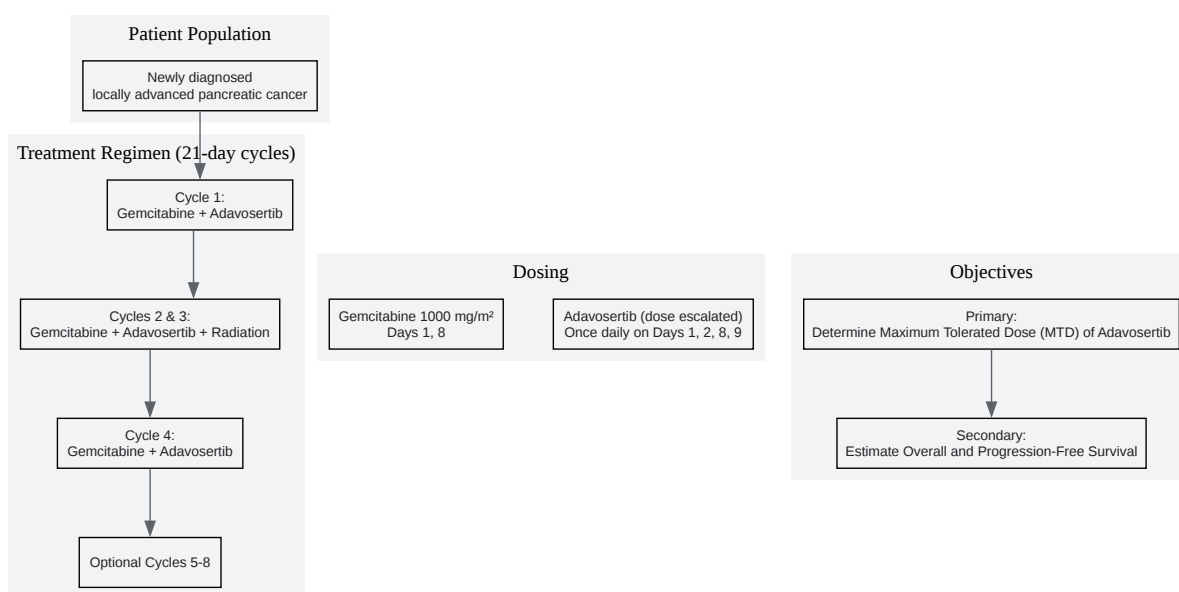 Patient Population
Newly diagnosed
locally advanced pancreatic cancer
Treatment Regimen (21-day cycles)
Cycle 1:
Gemcitabine + Adavosertib
Cycles 2 & 3:
Gemcitabine + Adavosertib + Radiation
Cycle 4:
Gemcitabine + Adavosertib
Optional Cycles 5-8
Dosing
Gemcitabine 1000 mg/m²
Days 1, 8
Adavosertib (dose escalated)
Once daily on Days 1, 2, 8, 9
Objectives
Primary:
Determine Maximum Tolerated Dose (MTD) of Adavosertib
Secondary:
Estimate Overall and Progression-Free Survival